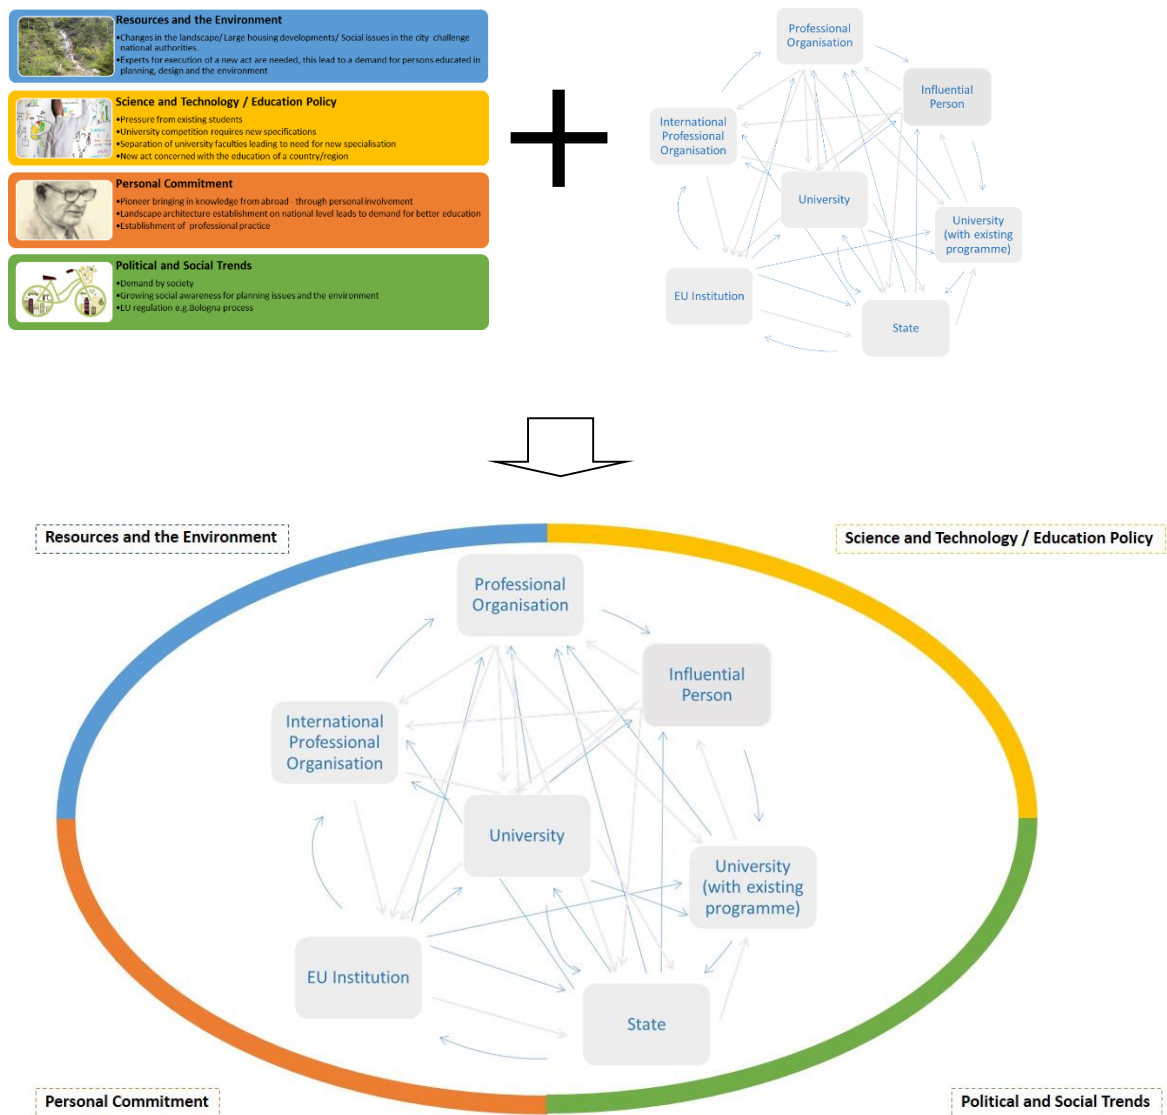 Resources and the Environment
•Changes in the landscape/ Large housing developments/ Social issues in the city challenge
national authorities.
•Experts for execution of a new act are needed, this lead to a demand for persons educated in
planning, design and the environment
Science and Technology / Education Policy
•Pressure from existing students
•University competition requires new specifications
•Separation of university faculties leading to need for new specialisation
•New act concerned with the education of a country/region
Personal Commitment
•Pioneer bringing in knowledge from abroad - through personal involvement
•Landscape architecture establishment on national level leads to demand for better education
•Establishment of professional practice
Political and Social Trends
•Demand by society
•Growing social awareness for planning issues and the environment
•EU regulation e.g.Bologna process
Professional
Organisation
Influential
Person
International
Professional
Organisation
University
University
(with existing
programme)
EU Institution
State
Resources and the Environment
Science and Technology / Education Policy
Professional
Organisation
Influential
Person
International
Professional
Organisation
University
University
(with existing
programme)
EU Institution
State
Personal Commitment
Political and Social Trends